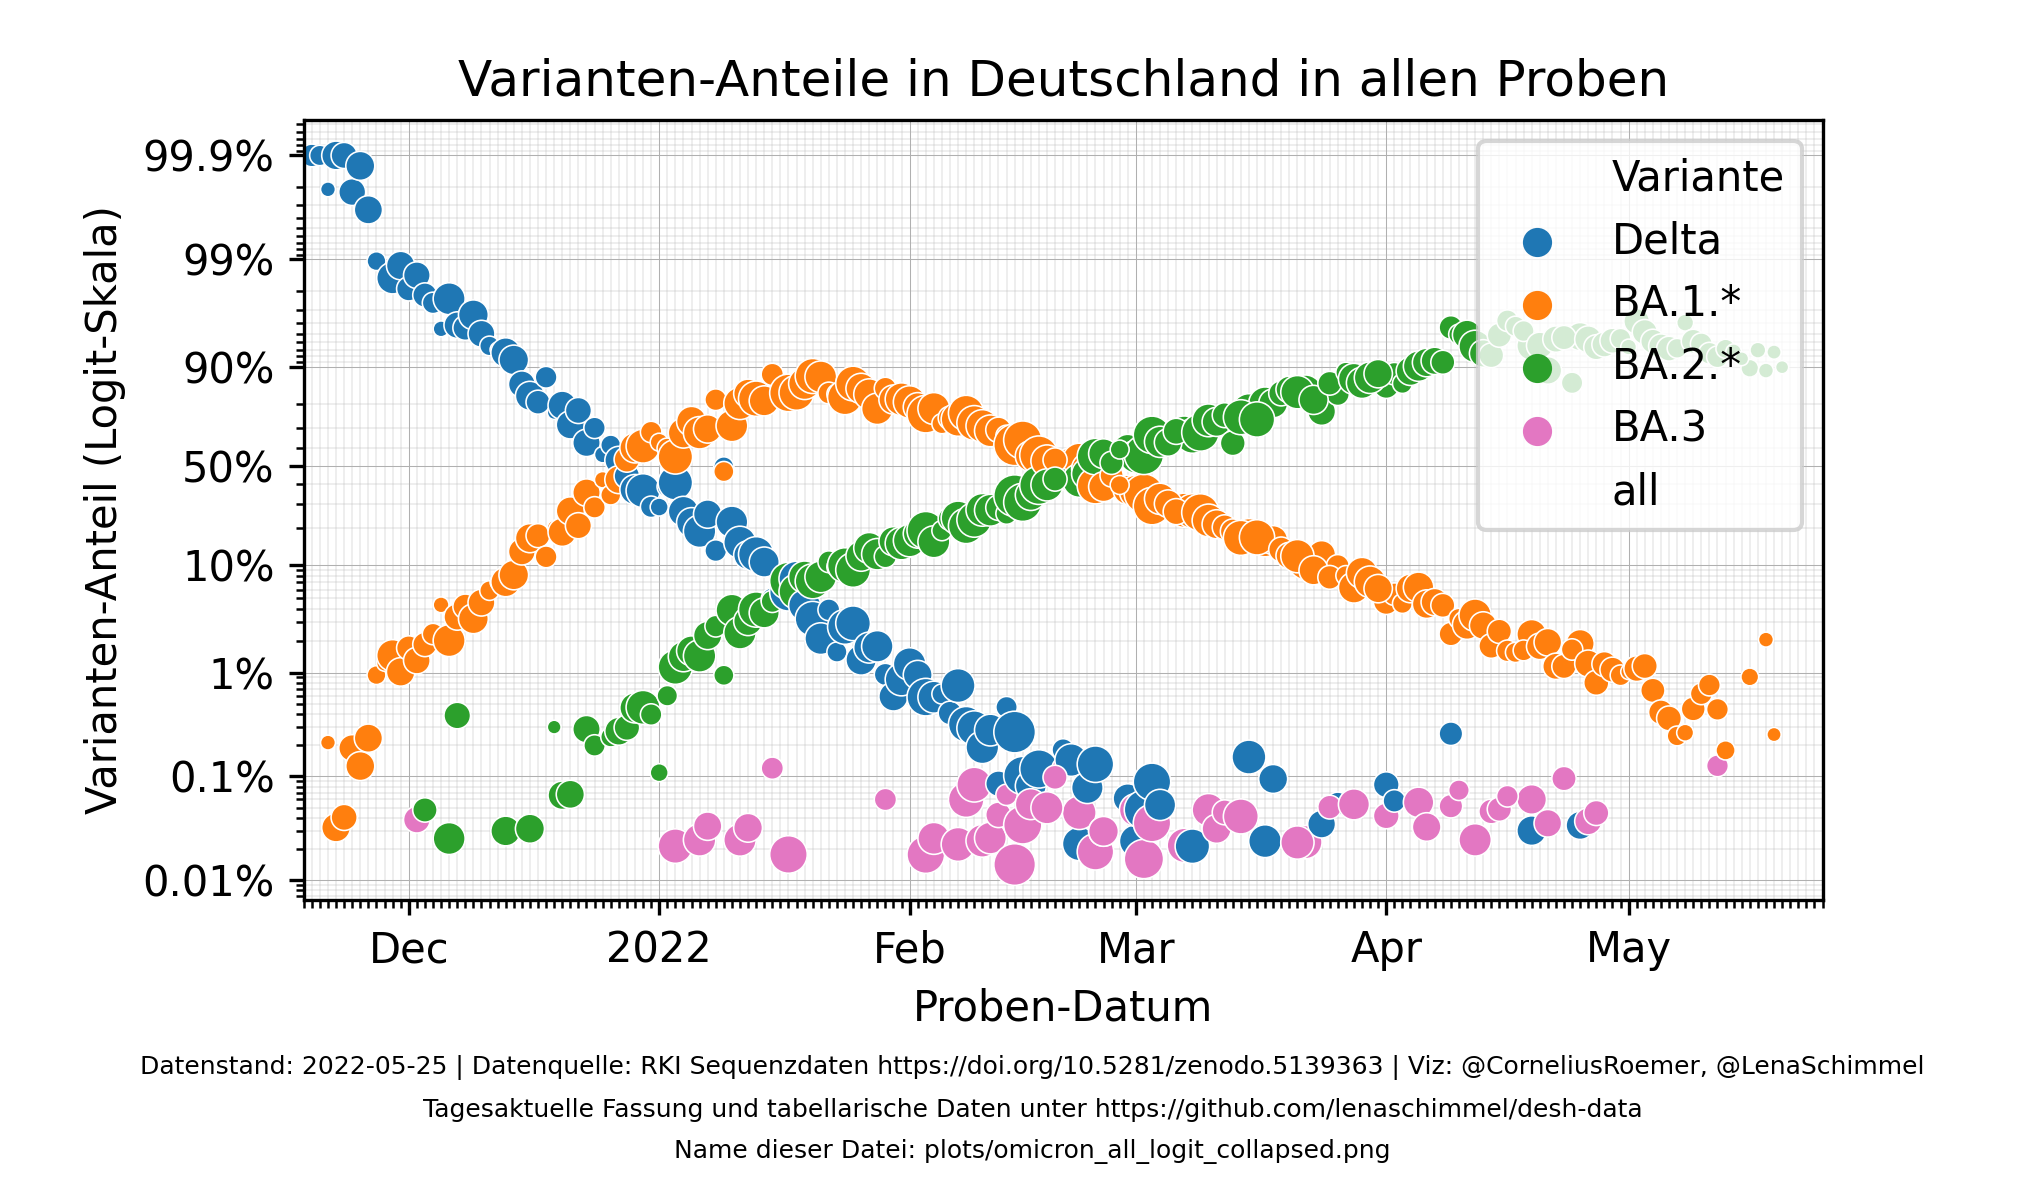 Varianten-Anteile in Deutschland in allen Proben
Varianten-Anteil (Logit-Skala)
99.9%
99%
90%
50%
10%
1%
0.1%
0.01%
Variante
Delta
BA.1.*
BA.2.*
BA.3
all
Dec
2022
Feb
Mar
Apr
May
Proben-Datum
Datenstand: 2022-05-25 | Datenquelle: RKI Sequenzdaten https://doi.org/10.5281/zenodo.5139363 | Viz: @CorneliusRoemer, @LenaSchimmel
Tagesaktuelle Fassung und tabellarische Daten unter https://github.com/lenaschimmel/desh-data
Name dieser Datei: plots/omicron_all_logit_collapsed.png